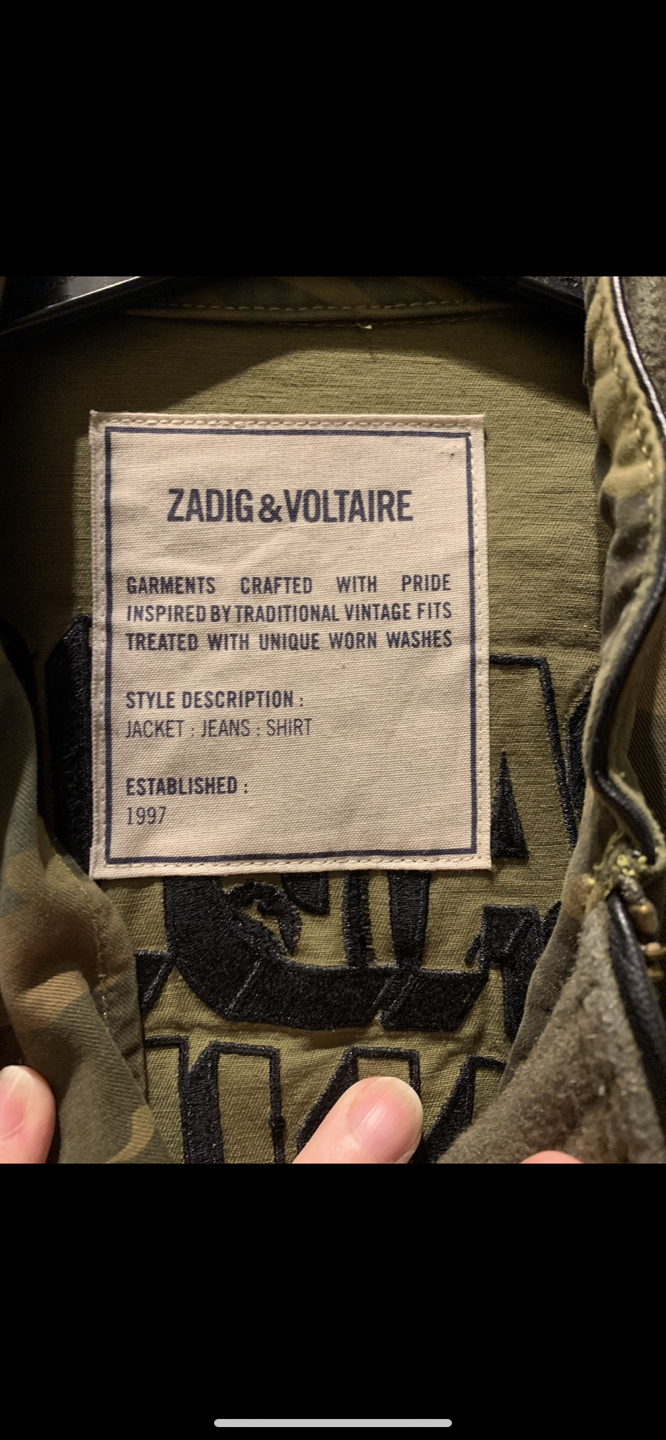 ZADIG&VOLTAIRE
GARMENTS CRAFTED WITH PRIDE
INSPIRED BY TRADITIONAL VINTAGE FITS
TREATED WITH UNIQUE WORN WASHES
STYLE DESCRIPTION :
JACKET : JEANS : SHIRT
ESTABLISHED :
1997